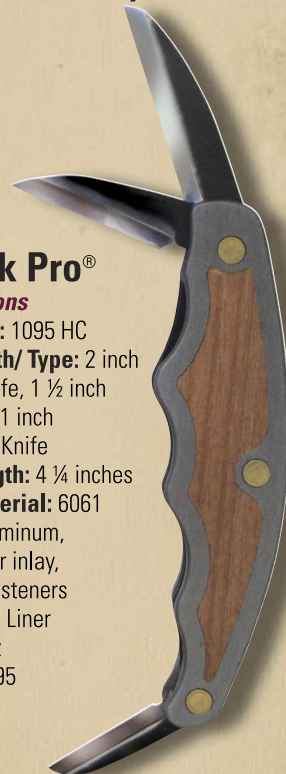 k Pro®
ons
: 1095 HC
th/ Type: 2 inch
fe, 1 ½ inch
1 inch
Knife
gth: 4 ¼ inches
erial: 6061
minum,
r inlay,
steners
Liner
95